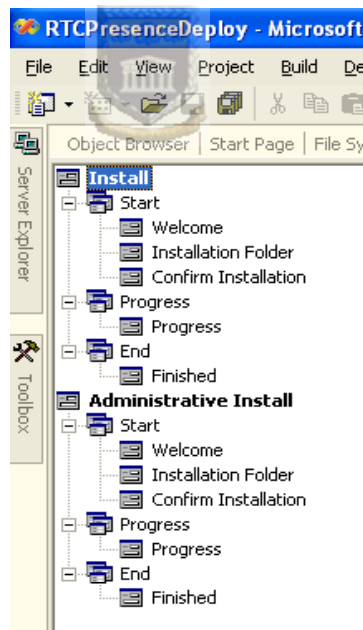 RTCPresenceDeploy - Microsoft
File Edit View Project Build De
Object Browser Start Page File Sy
Server Explorer
Toolbox
Install
Start
Welcome
Installation Folder
Confirm Installation
Progress
Progress
End
Finished
Administrative Install
Start
Welcome
Installation Folder
Confirm Installation
Progress
Progress
End
Finished